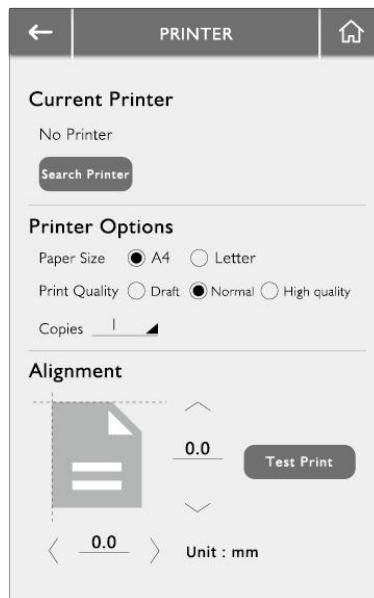 PRINTER
Current Printer
No Printer
Search Printer
Printer Options
Paper Size A4 Letter
Print Quality Draft Normal High quality
Copies 1
Alignment
0.0
Test Print
0.0 Unit : mm